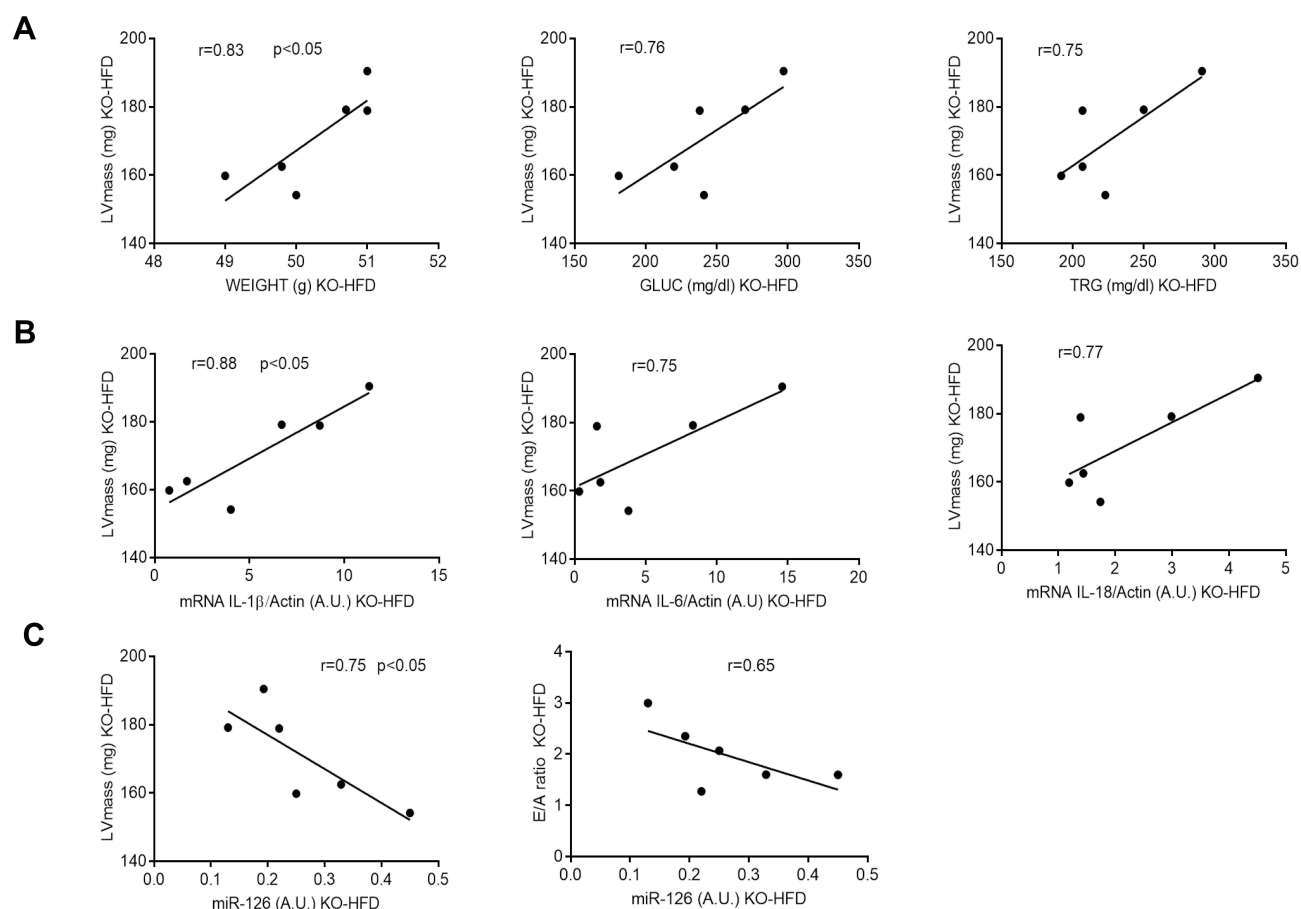 A
r=0.83 p<0.05
LVmass (mg) KO-HFD
200
180
160
140
48 49 50 51 52
WEIGHT (g) KO-HFD
r=0.76
LVmass (mg) KO-HFD
200
180
160
140
150 200 250 300 350
GLUC (mg/dl) KO-HFD
r=0.75
LVmass (mg) KO-HFD
200
180
160
140
150 200 250 300 350
TRG (mg/dl) KO-HFD
B
r=0.88 p<0.05
LVmass (mg) KO-HFD
200
180
160
140
0 5 10 15
mRNA IL-1β/Actin (A.U.) KO-HFD
r=0.75
LVmass (mg) KO-HFD
200
180
160
140
0 5 10 15 20
mRNA IL-6/Actin (A.U) KO-HFD
r=0.77
LVmass (mg) KO-HFD
200
180
160
140
0 1 2 3 4 5
mRNA IL-18/Actin (A.U.) KO-HFD
C
r=0.75 p<0.05
LVmass (mg) KO-HFD
200
180
160
140
0.0 0.1 0.2 0.3 0.4 0.5
miR-126 (A.U.) KO-HFD
r=0.65
E/A ratio KO-HFD
4
3
2
1
0
0.0 0.1 0.2 0.3 0.4 0.5
miR-126 (A.U.) KO-HFD